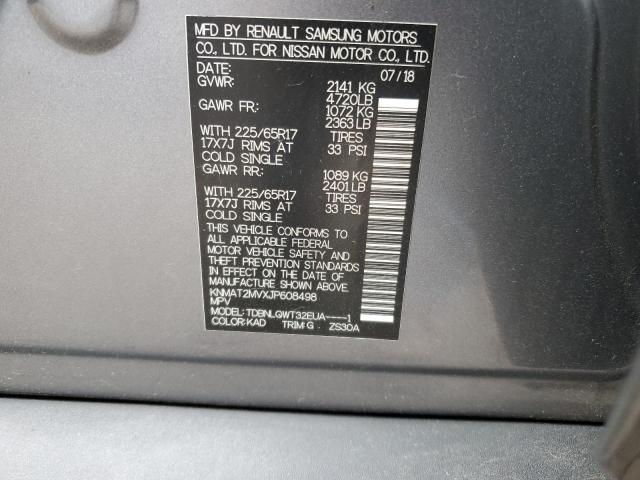 MFD BY RENAULT SAMSUNG MOTORS
CO., LTD. FOR NISSAN MOTOR CO., LTD.
DATE: 07/18
GVWR: 2141 KG
4720LB
GAWR FR: 1072 KG
2363 LB
WITH 225/65R17 TIRES
17X7J RIMS AT 33 PSI
COLD SINGLE
GAWR RR: 1089 KG
2401 LB
WITH 225/65R17 TIRES
17X7J RIMS AT 33 PSI
COLD SINGLE
THIS VEHICLE CONFORMS TO
ALL APPLICABLE FEDERAL
MOTOR VEHICLE SAFETY AND
THEFT PREVENTION STANDARDS
IN EFFECT ON THE DATE OF
MANUFACTURE SHOWN ABOVE
KNMAT2MVXJP608498
MPV
MODEL: TDBNLQWT32EUA----1
COLOR: KAD TRIM: G ZS30A